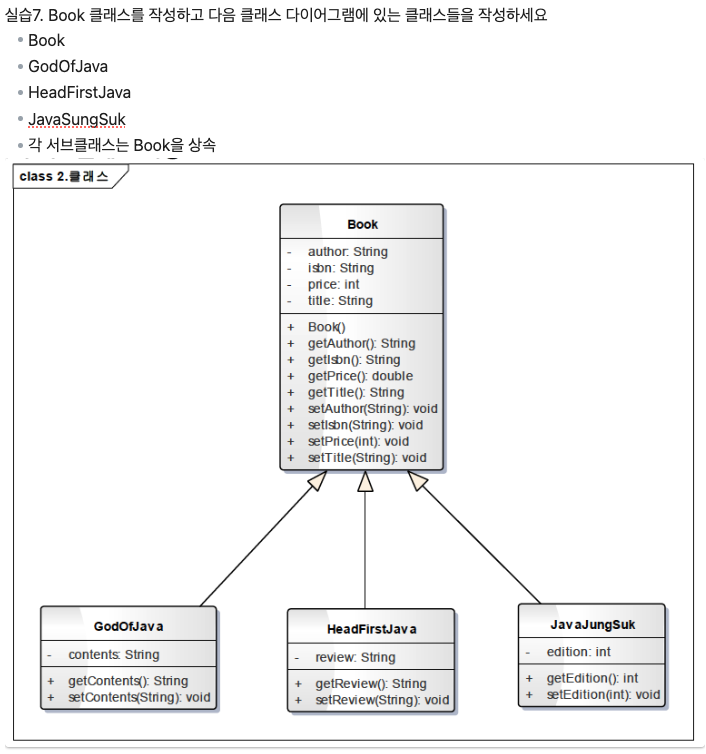 실습7. Book 클래스를 작성하고 다음 클래스 다이어그램에 있는 클래스들을 작성하세요
Book
GodOfJava
HeadFirstJava
JavaSungSuk
각 서브클래스는 Book을 상속
class 2.클래스
Book
- author: String
- isbn: String
- price: int
- title: String
+ Book()
+ getAuthor(): String
+ getIsbn(): String
+ getPrice(): double
+ getTitle(): String
+ setAuthor(String): void
+ setIsbn(String): void
+ setPrice(int): void
+ setTitle(String): void
GodOfJava
- contents: String
+ getContents(): String
+ setContents(String): void
HeadFirstJava
- review: String
+ getReview(): String
+ setReview(String): void
JavaJungSuk
- edition: int
+ getEdition(): int
+ setEdition(int): void